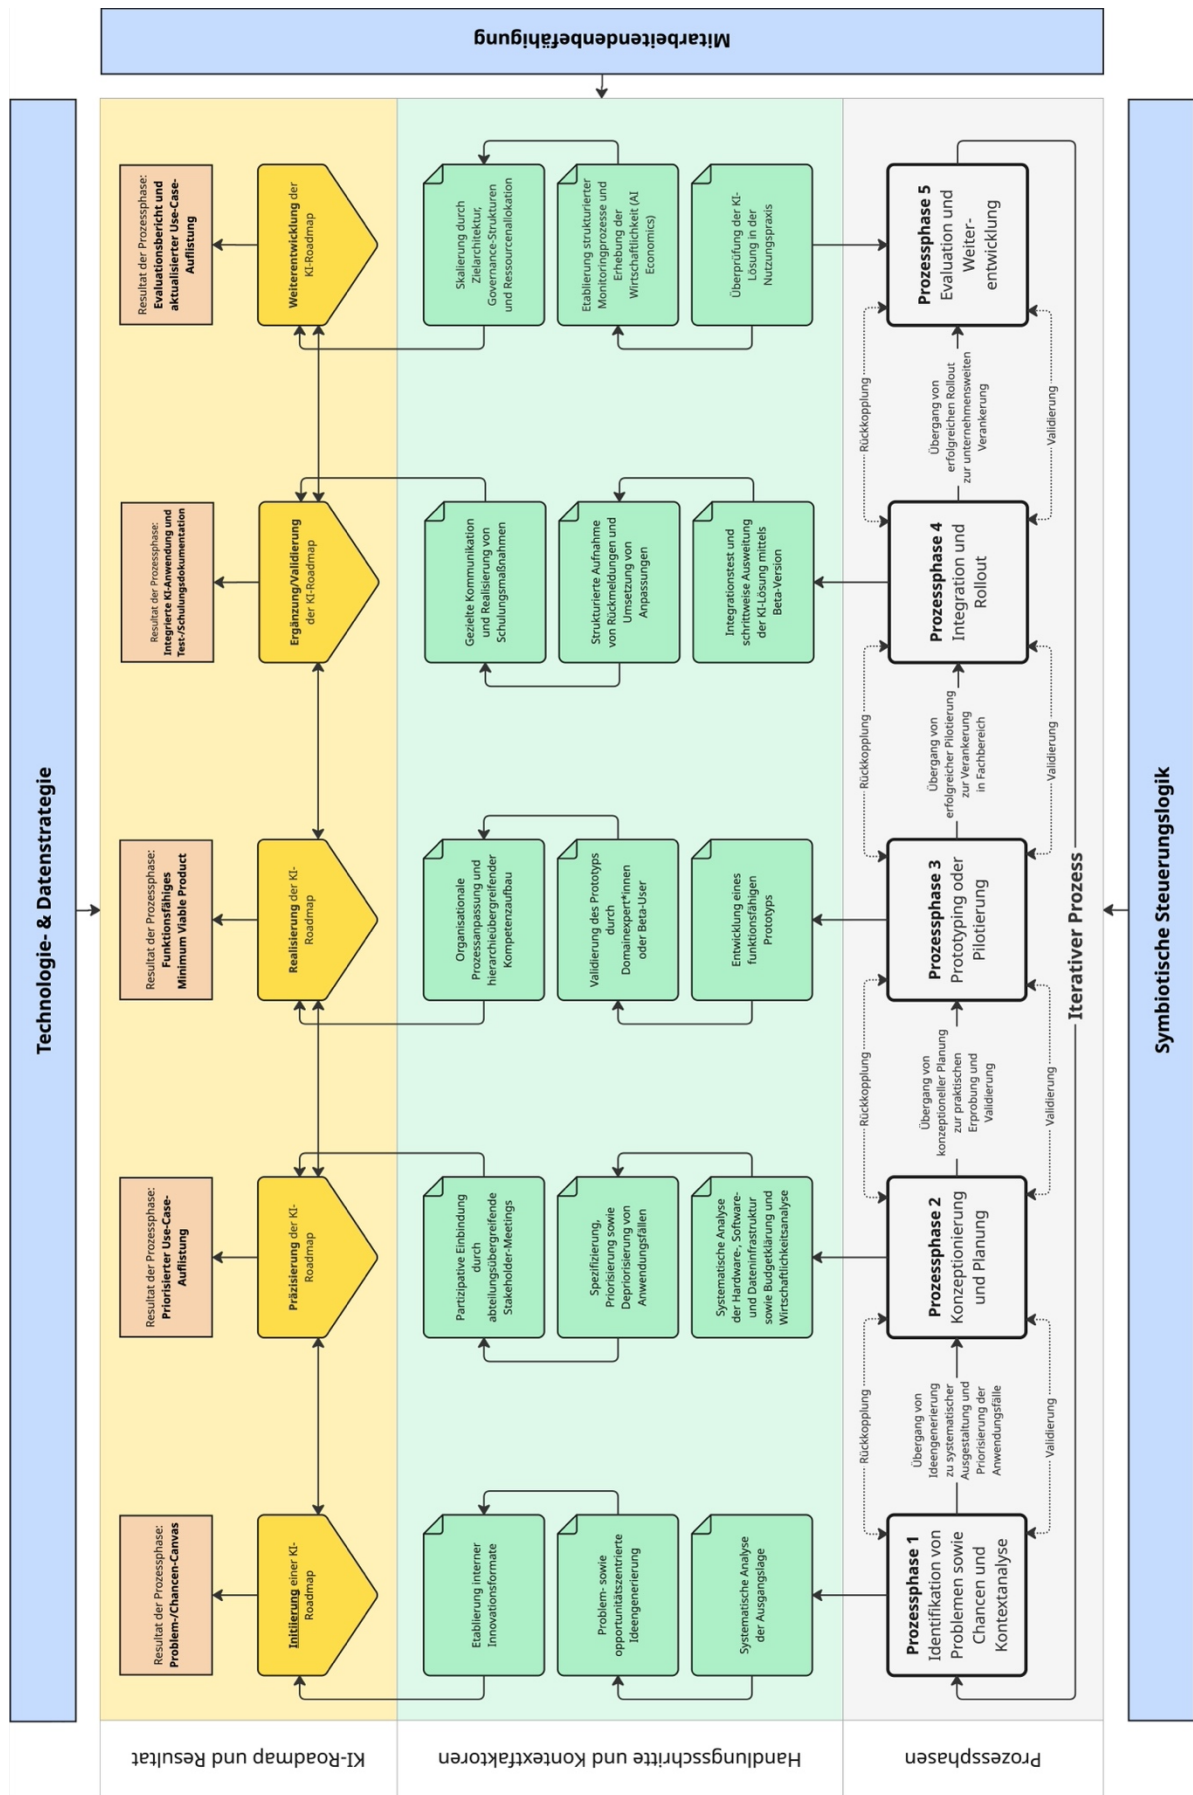 Technologie- & Datenstrategie
Mitarbeitendenbefähigung
KI-Roadmap und Resultat
Resultat der Prozessphase:
Problem-/Chancen-Canvas
Resultat der Prozessphase:
Priorisierter Use-Case-
Auflistung
Resultat der Prozessphase:
Funktionsfähiges
Minimum Viable Product
Resultat der Prozessphase:
Integrierte KI-Anwendung und
Test-/Schulungsdokumentation
Resultat der Prozessphase:
Evaluationsbericht und
aktualisierter Use-Case-
Auflistung
Initiierung einer KI-
Roadmap
Präzisierung der KI-
Roadmap
Realisierung der KI-
Roadmap
Ergänzung/Validierung
der KI-Roadmap
Weiterentwicklung der
KI-Roadmap
Handlungsschritte und Kontextfaktoren
Etablierung interner
Innovationsformate
Partizipative Einbindung
durch
abteilungsübergreifende
Stakeholder-Meetings
Organisationale
Prozessanpassung und
hierarchieübergreifender
Kompetenzaufbau
Gezielte Kommunikation
und Realisierung von
Schulungsmaßnahmen
Skalierung durch
Zielarchitektur,
Governance-Strukturen
und Ressourcenallokation
Problem- sowie
opportunitätszentrierte
Ideengenerierung
Spezifizierung,
Priorisierung sowie
Depriorisierung von
Anwendungsfällen
Validierung des Prototyps
durch
Domainexpert*innen
oder Beta-User
Strukturierte Aufnahme
von Rückmeldungen und
Umsetzung von
Anpassungen
Etablierung strukturierter
Monitoringprozesse und
Erhebung der
Wirtschaftlichkeit (AI
Economics)
Systematische Analyse
der Ausgangslage
Systematische Analyse
der Hardware-, Software-
und Dateninfrastruktur
sowie Budgetklärung und
Wirtschaftlichkeitsanalyse
Entwicklung eines
funktionsfähigen
Prototyps
Integrationstest und
schrittweise Ausweitung
der KI-Lösung mittels
Beta-Version
Überprüfung der KI-
Lösung in der
Nutzungspraxis
Prozessphasen
Rückkopplung
Rückkopplung
Rückkopplung
Rückkopplung
Prozessphase 1
Identifikation von
Problemen sowie
Chancen und
Kontextanalyse
Übergang von
Ideengenerierung
zu systematischer
Ausgestaltung und
Priorisierung der
Anwendungsfälle
Prozessphase 2
Konzeptionierung
und Planung
Übergang von
konzeptioneller Planung
zur praktischen
Erprobung und
Validierung
Prozessphase 3
Prototyping oder
Pilotierung
Übergang von
erfolgreicher Pilotierung
zur Verankerung
in Fachbereich
Prozessphase 4
Integration und
Rollout
Übergang von
erfolgreichen Rollout
zur unternehmensweiten
Verankerung
Prozessphase 5
Evaluation und
Weiter-
entwicklung
Validierung
Validierung
Validierung
Validierung
Iterativer Prozess
Symbiotische Steuerungslogik